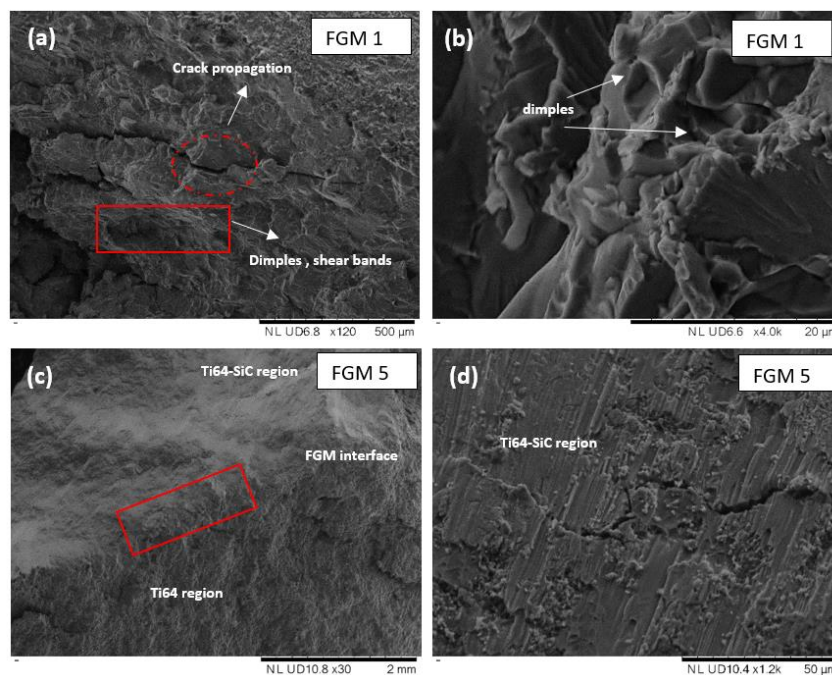 (a)
FGM 1
Crack propagation
Dimples , shear bands
NL UD6.8 x120 500 µm
(b)
FGM 1
dimples
NL UD6.6 x4.0k 20 µm
(c)
Ti64-SiC region
FGM 5
FGM interface
Ti64 region
NL UD10.8 x30 2 mm
(d)
FGM 5
Ti64-SiC region
NL UD10.4 x1.2k 50 µm